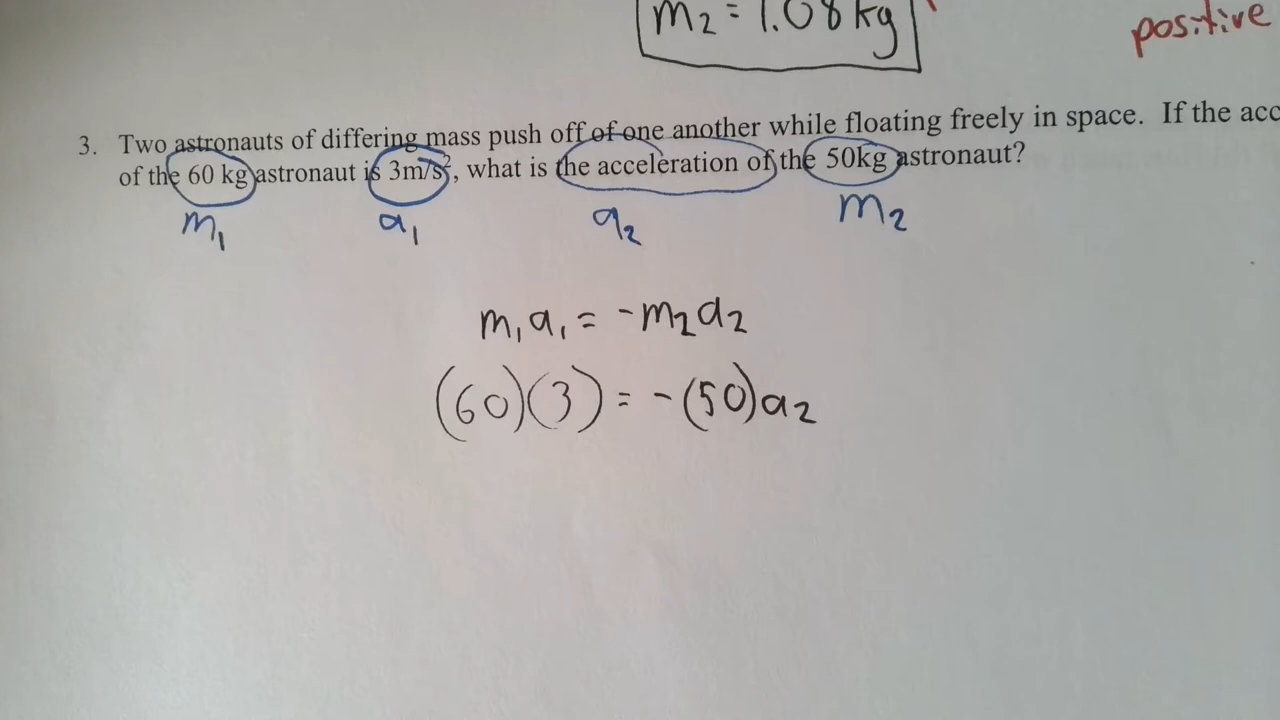 m₂ = 1.08 kg
positive
3. Two astronauts of differing mass push off of one another while floating freely in space. If the acc
of the 60 kg astronaut is 3m/s², what is the acceleration of the 50kg astronaut?
m₁ a₁ a₂ m₂
m₁a₁ = -m₂a₂
(60)(3) = -(50)a₂